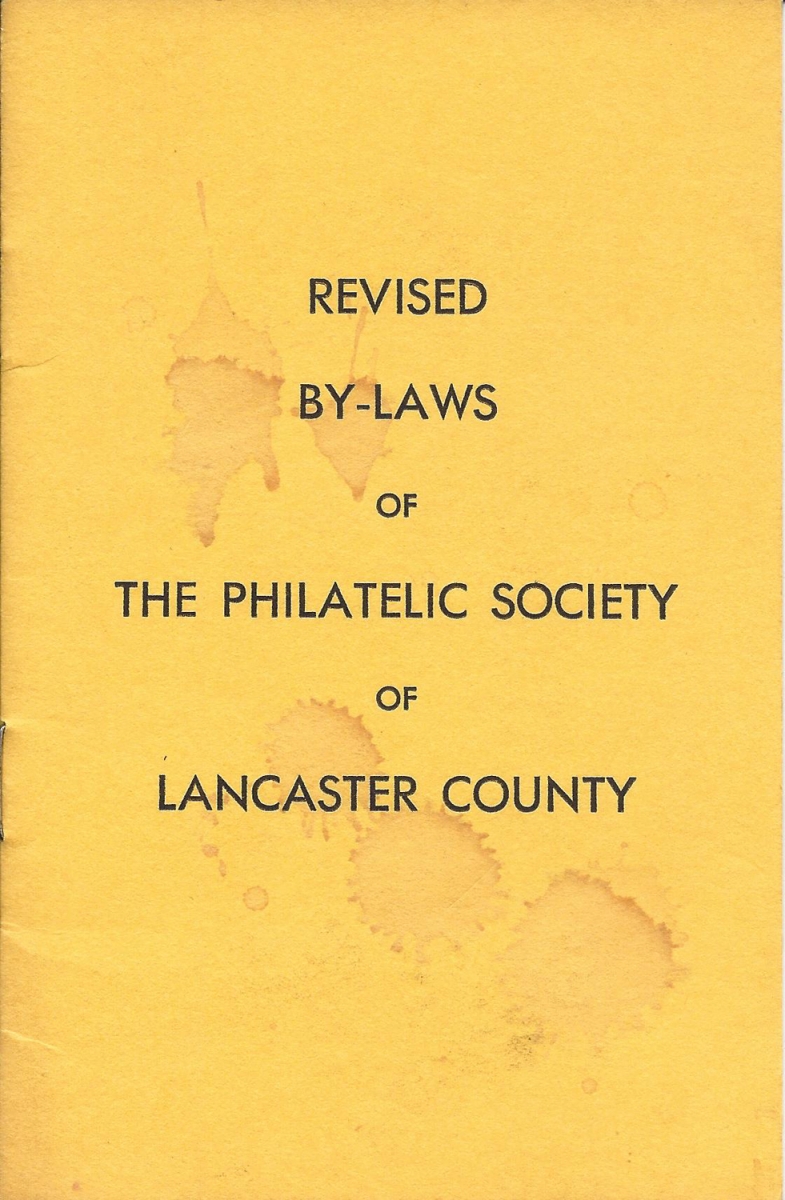 REVISED
BY-LAWS
OF
THE PHILATELIC SOCIETY
OF
LANCASTER COUNTY